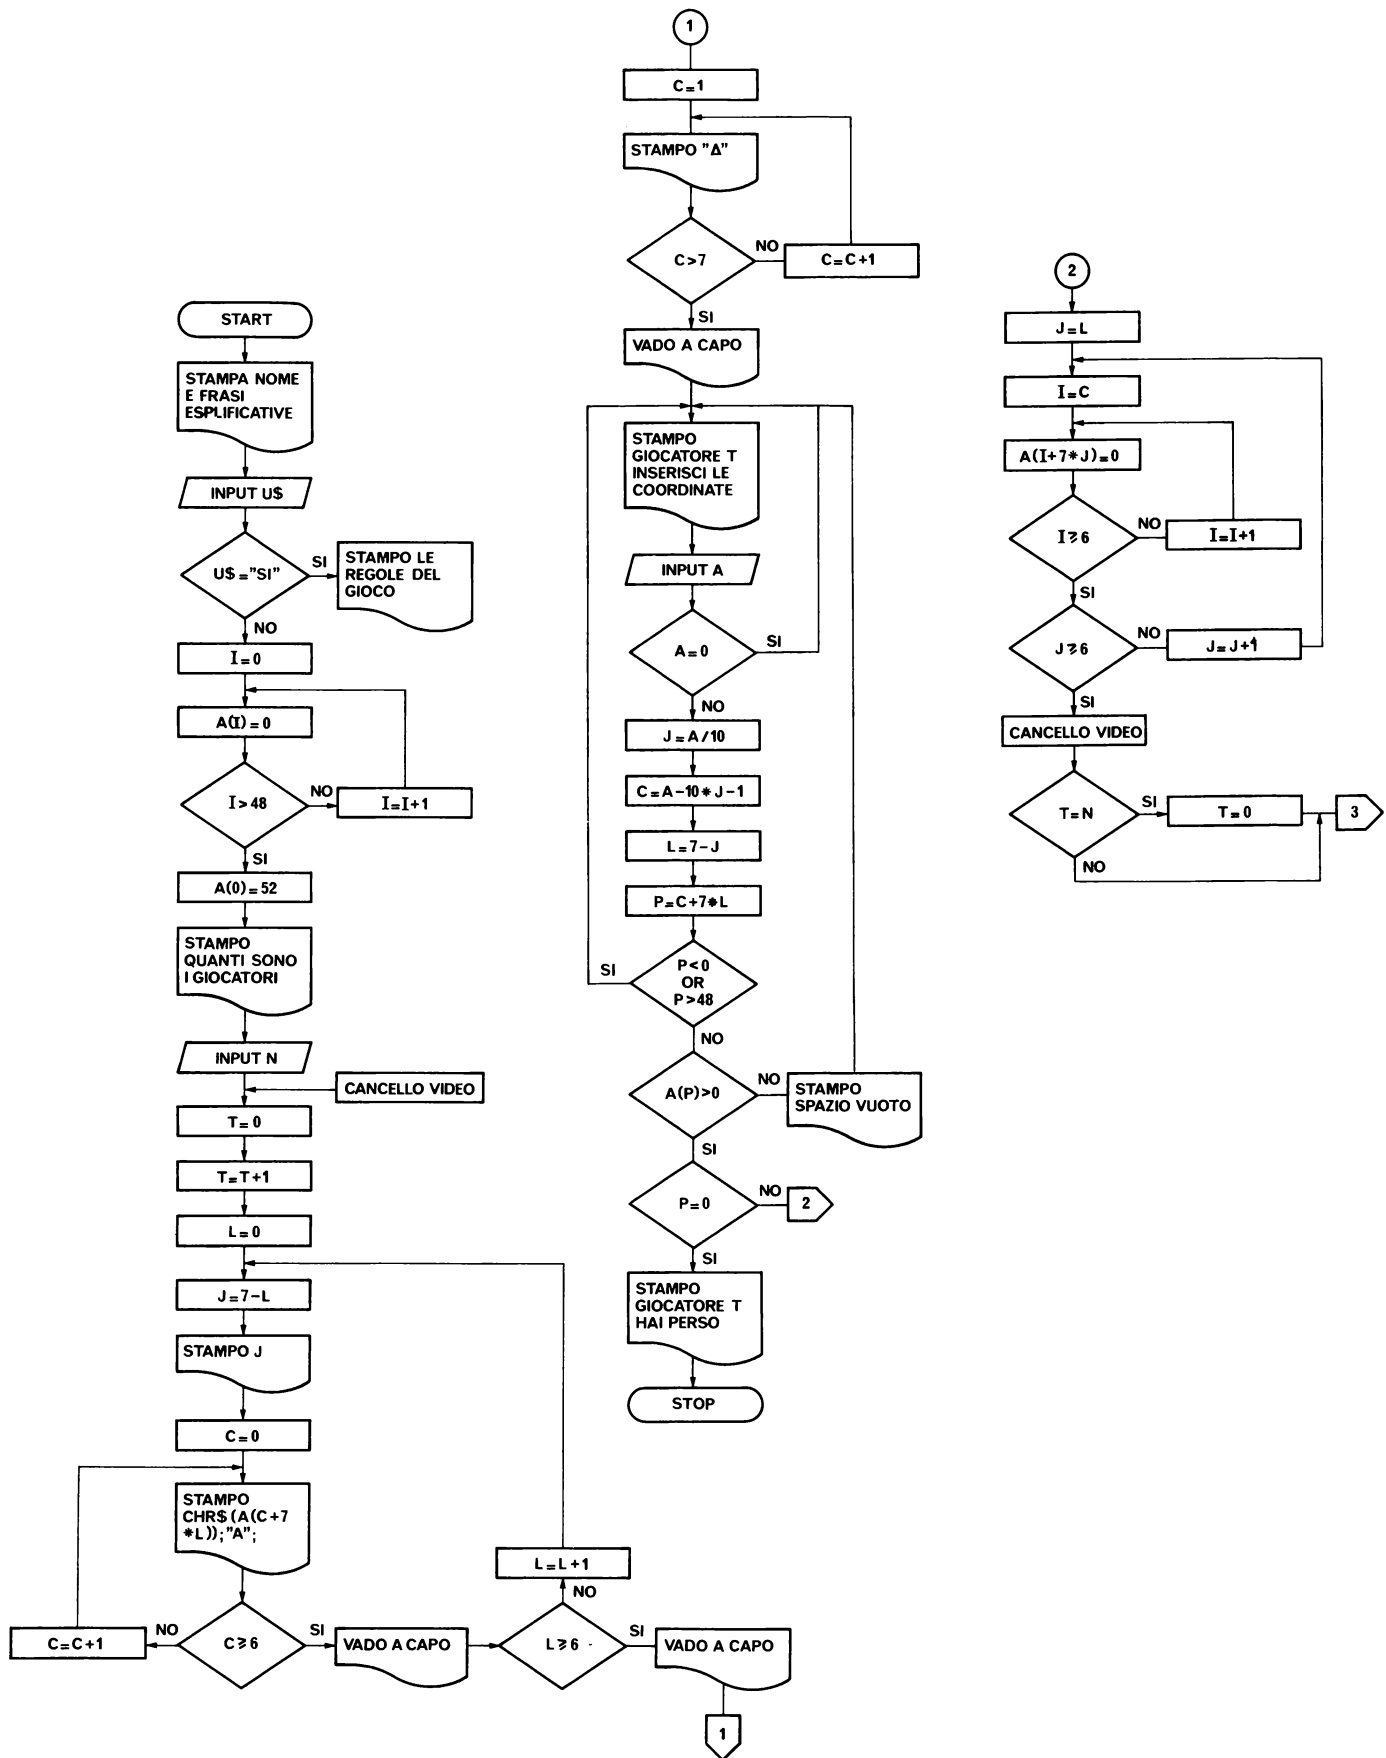 START
STAMPA NOME
E FRASI
ESPLIFICATIVE
INPUT U$
U$="SI"
SI
STAMPO LE
REGOLE DEL
GIOCO
NO
I=0
A(I)=0
I>48
NO
I=I+1
SI
A(0)=52
STAMPO
QUANTI SONO
I GIOCATORI
INPUT N
CANCELLO VIDEO
T=0
T=T+1
L=0
J=7-L
STAMPO J
C=0
STAMPO
CHR$(A(C+7
*L));"A";
C≥6
NO
C=C+1
SI
VADO A CAPO
L≥6
NO
L=L+1
SI
VADO A CAPO
1
1
C=1
STAMPO "Δ"
C>7
NO
C=C+1
SI
VADO A CAPO
STAMPO
GIOCATORE T
INSERISCI LE
COORDINATE
INPUT A
A=0
SI
NO
J=A/10
C=A-10*J-1
L=7-J
P=C+7*L
P<0
OR
P>48
SI
NO
A(P)>0
NO
STAMPO
SPAZIO VUOTO
SI
P=0
NO
2
SI
STAMPO
GIOCATORE T
HAI PERSO
STOP
2
J=L
I=C
A(I+7*J)=0
I≥6
NO
I=I+1
SI
J≥6
NO
J=J+1
SI
CANCELLO VIDEO
T=N
SI
T=0
3
NO